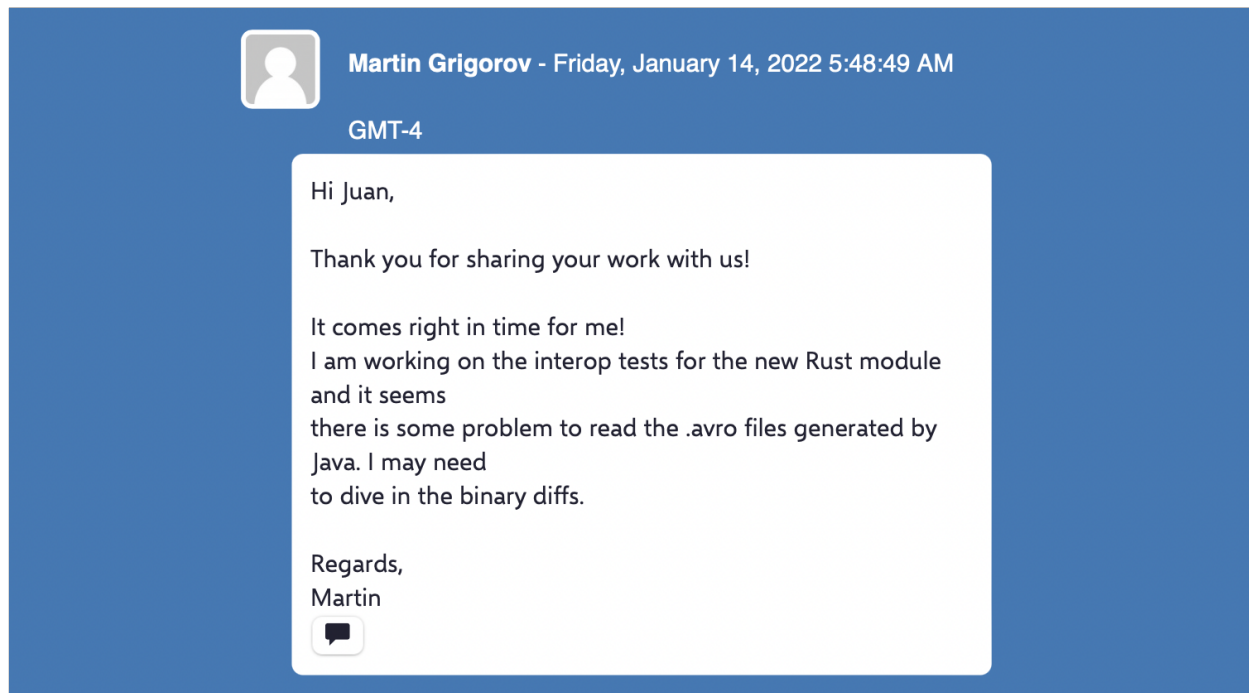 Martin Grigorov - Friday, January 14, 2022 5:48:49 AM
GMT-4
Hi Juan,
Thank you for sharing your work with us!
It comes right in time for me!
I am working on the interop tests for the new Rust module
and it seems
there is some problem to read the .avro files generated by
Java. I may need
to dive in the binary diffs.
Regards,
Martin